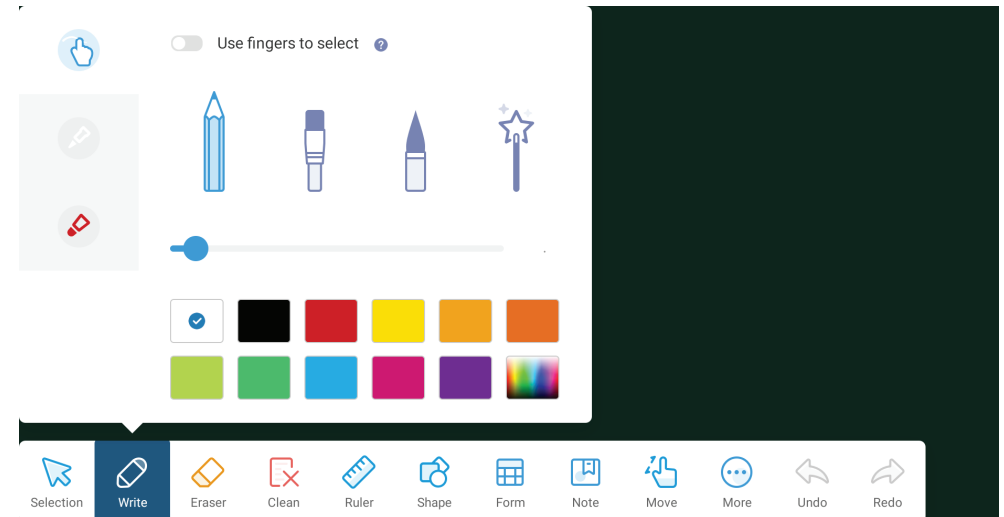 Use fingers to select ?
Selection Write Eraser Clean Ruler Shape Form Note Move More Undo Redo